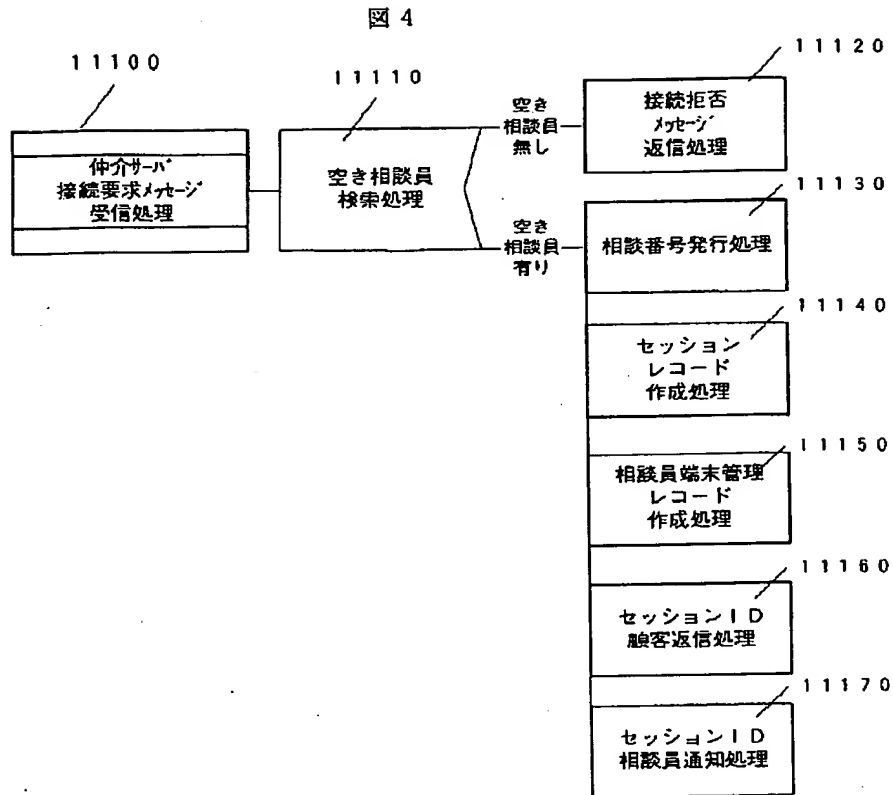 図4
11100
仲介サーバ
接続要求メッセージ
受信処理
11110
空き相談員
検索処理
空き
相談員
無し
11120
接続拒否
メッセージ
返信処理
空き
相談員
有り
11130
相談番号発行処理
11140
セッション
レコード
作成処理
11150
相談員端末管理
レコード
作成処理
11160
セッションID
顧客返信処理
11170
セッションID
相談員通知処理